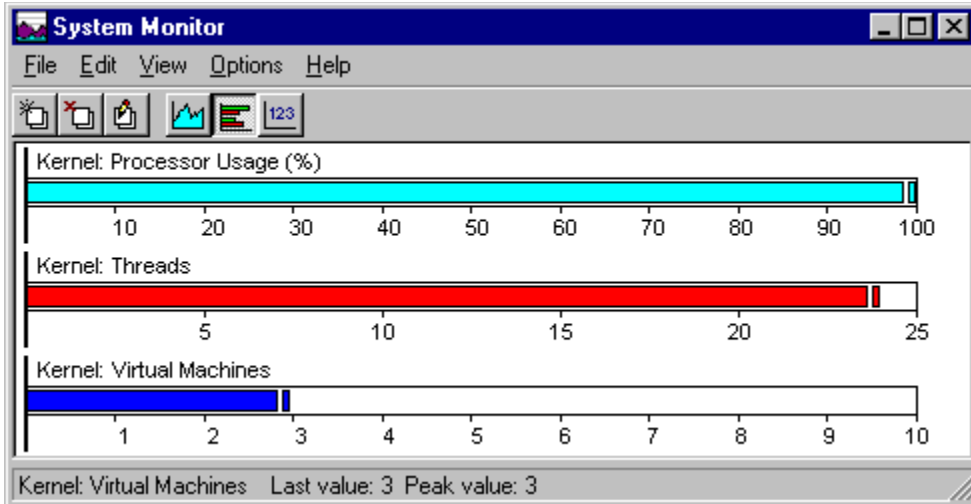 System Monitor
File Edit View Options Help
123
Kernel: Processor Usage (%)
10 20 30 40 50 60 70 80 90 100
Kernel: Threads
5 10 15 20 25
Kernel: Virtual Machines
1 2 3 4 5 6 7 8 9 10
Kernel: Virtual Machines Last value: 3 Peak value: 3